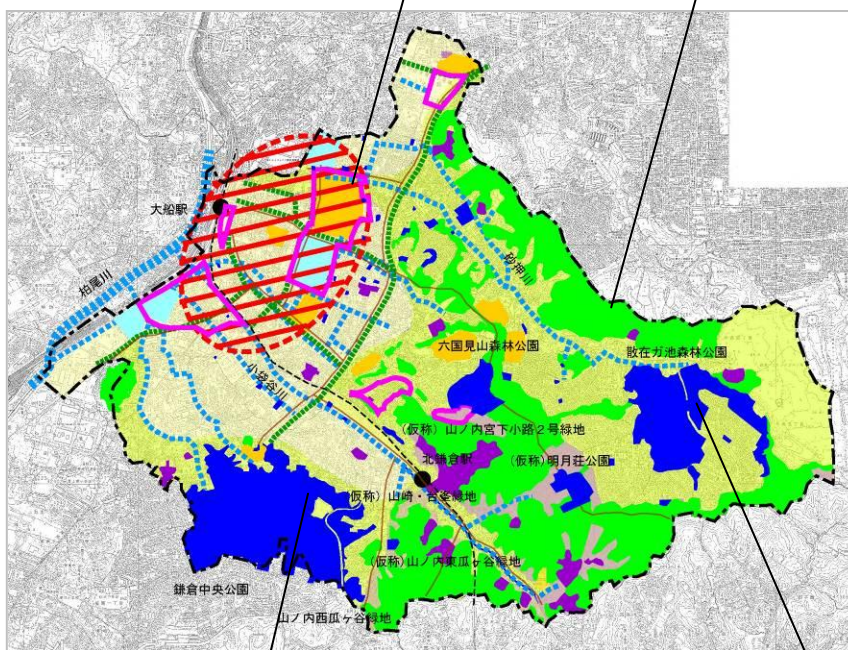 大船駅
柏尾川
砂押川
六国見山森林公園
散在ガ池森林公園
小袋谷川
(仮称)山ノ内宮下小路2号緑地
北鎌倉駅
(仮称)明月荘公園
(仮称)山崎・台峯緑地
(仮称)山ノ内東瓜ヶ谷緑地
鎌倉中央公園
山ノ内西瓜ヶ谷緑地